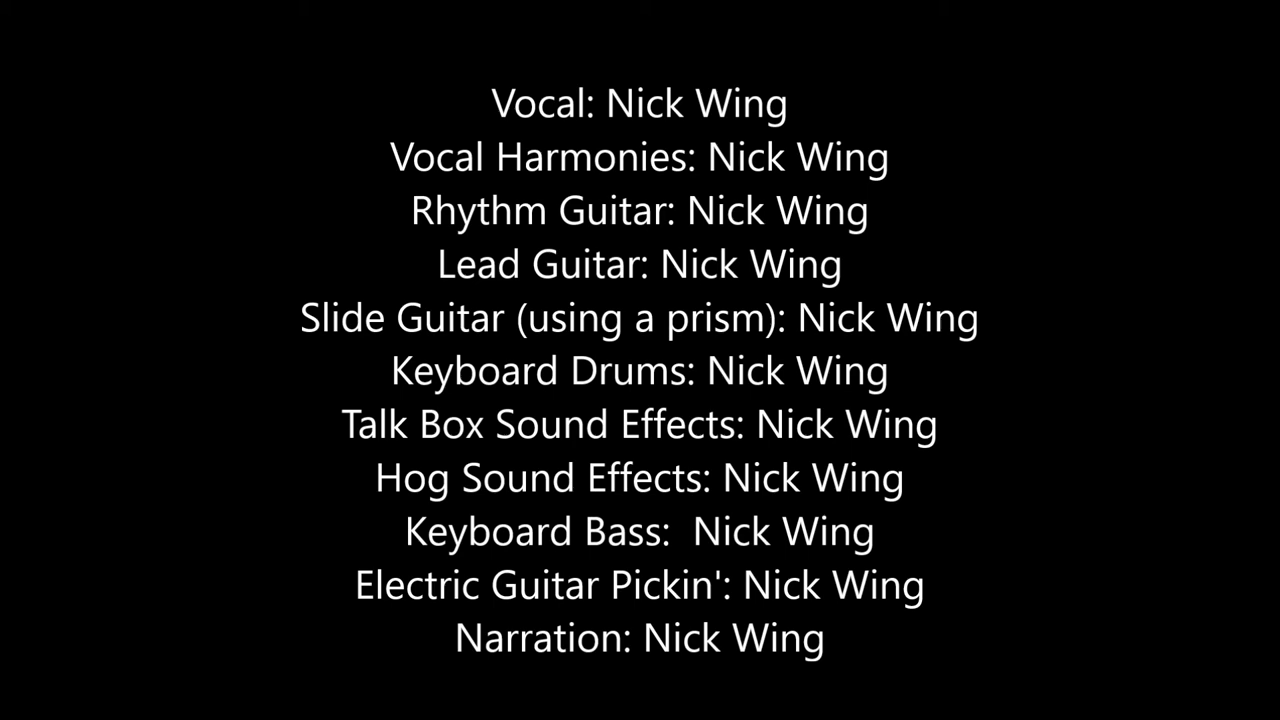 Vocal: Nick Wing
Vocal Harmonies: Nick Wing
Rhythm Guitar: Nick Wing
Lead Guitar: Nick Wing
Slide Guitar (using a prism): Nick Wing
Keyboard Drums: Nick Wing
Talk Box Sound Effects: Nick Wing
Hog Sound Effects: Nick Wing
Keyboard Bass:  Nick Wing
Electric Guitar Pickin': Nick Wing
Narration: Nick Wing